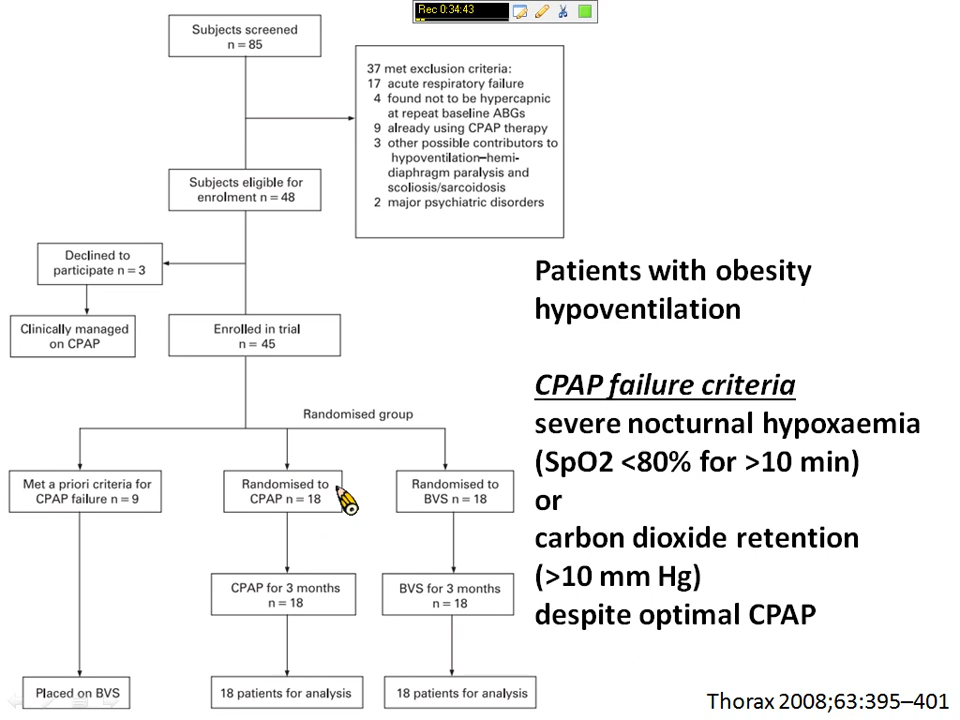 Rec 0:34:43
Subjects screened
n = 85
37 met exclusion criteria:
17 acute respiratory failure
4 found not to be hypercapnic
at repeat baseline ABGs
9 already using CPAP therapy
3 other possible contributors to
hypoventilation–hemi-
diaphragm paralysis and
scoliosis/sarcoidosis
2 major psychiatric disorders
Subjects eligible for
enrolment n = 48
Declined to
participate n = 3
Clinically managed
on CPAP
Enrolled in trial
n = 45
Randomised group
Met a priori criteria for
CPAP failure n = 9
Randomised to
CPAP n = 18
Randomised to
BVS n = 18
CPAP for 3 months
n = 18
BVS for 3 months
n = 18
Placed on BVS
18 patients for analysis
18 patients for analysis
Patients with obesity
hypoventilation
CPAP failure criteria
severe nocturnal hypoxaemia
(SpO2 <80% for >10 min)
or
carbon dioxide retention
(>10 mm Hg)
despite optimal CPAP
Thorax 2008;63:395–401